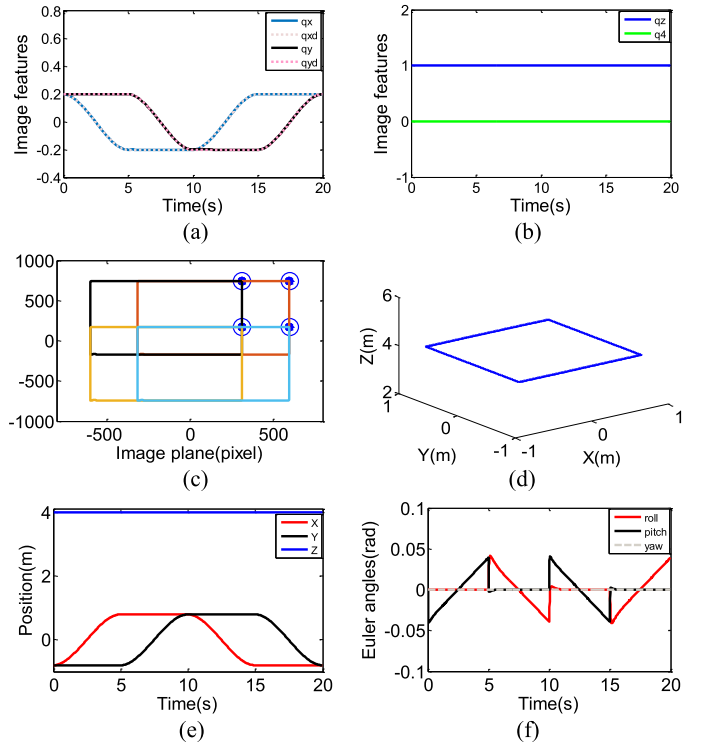 0.8
0.6
0.4
0.2
0
-0.2
-0.4
Image features
qx
qxd
qy
qyd
0 5 10 15 20
Time(s)
(a)
2
1
0
-1
Image features
qz
q4
0 5 10 15 20
Time(s)
(b)
1000
500
0
-500
-1000
-500 0 500
Image plane(pixel)
(c)
6
4
2
Z(m)
1
0
-1
Y(m)
-1
0
1
X(m)
(d)
4
2
0
Position(m)
X
Y
Z
0 5 10 15 20
Time(s)
(e)
0.1
0.05
0
-0.05
-0.1
Euler angles(rad)
roll
pitch
yaw
0 5 10 15 20
Time(s)
(f)